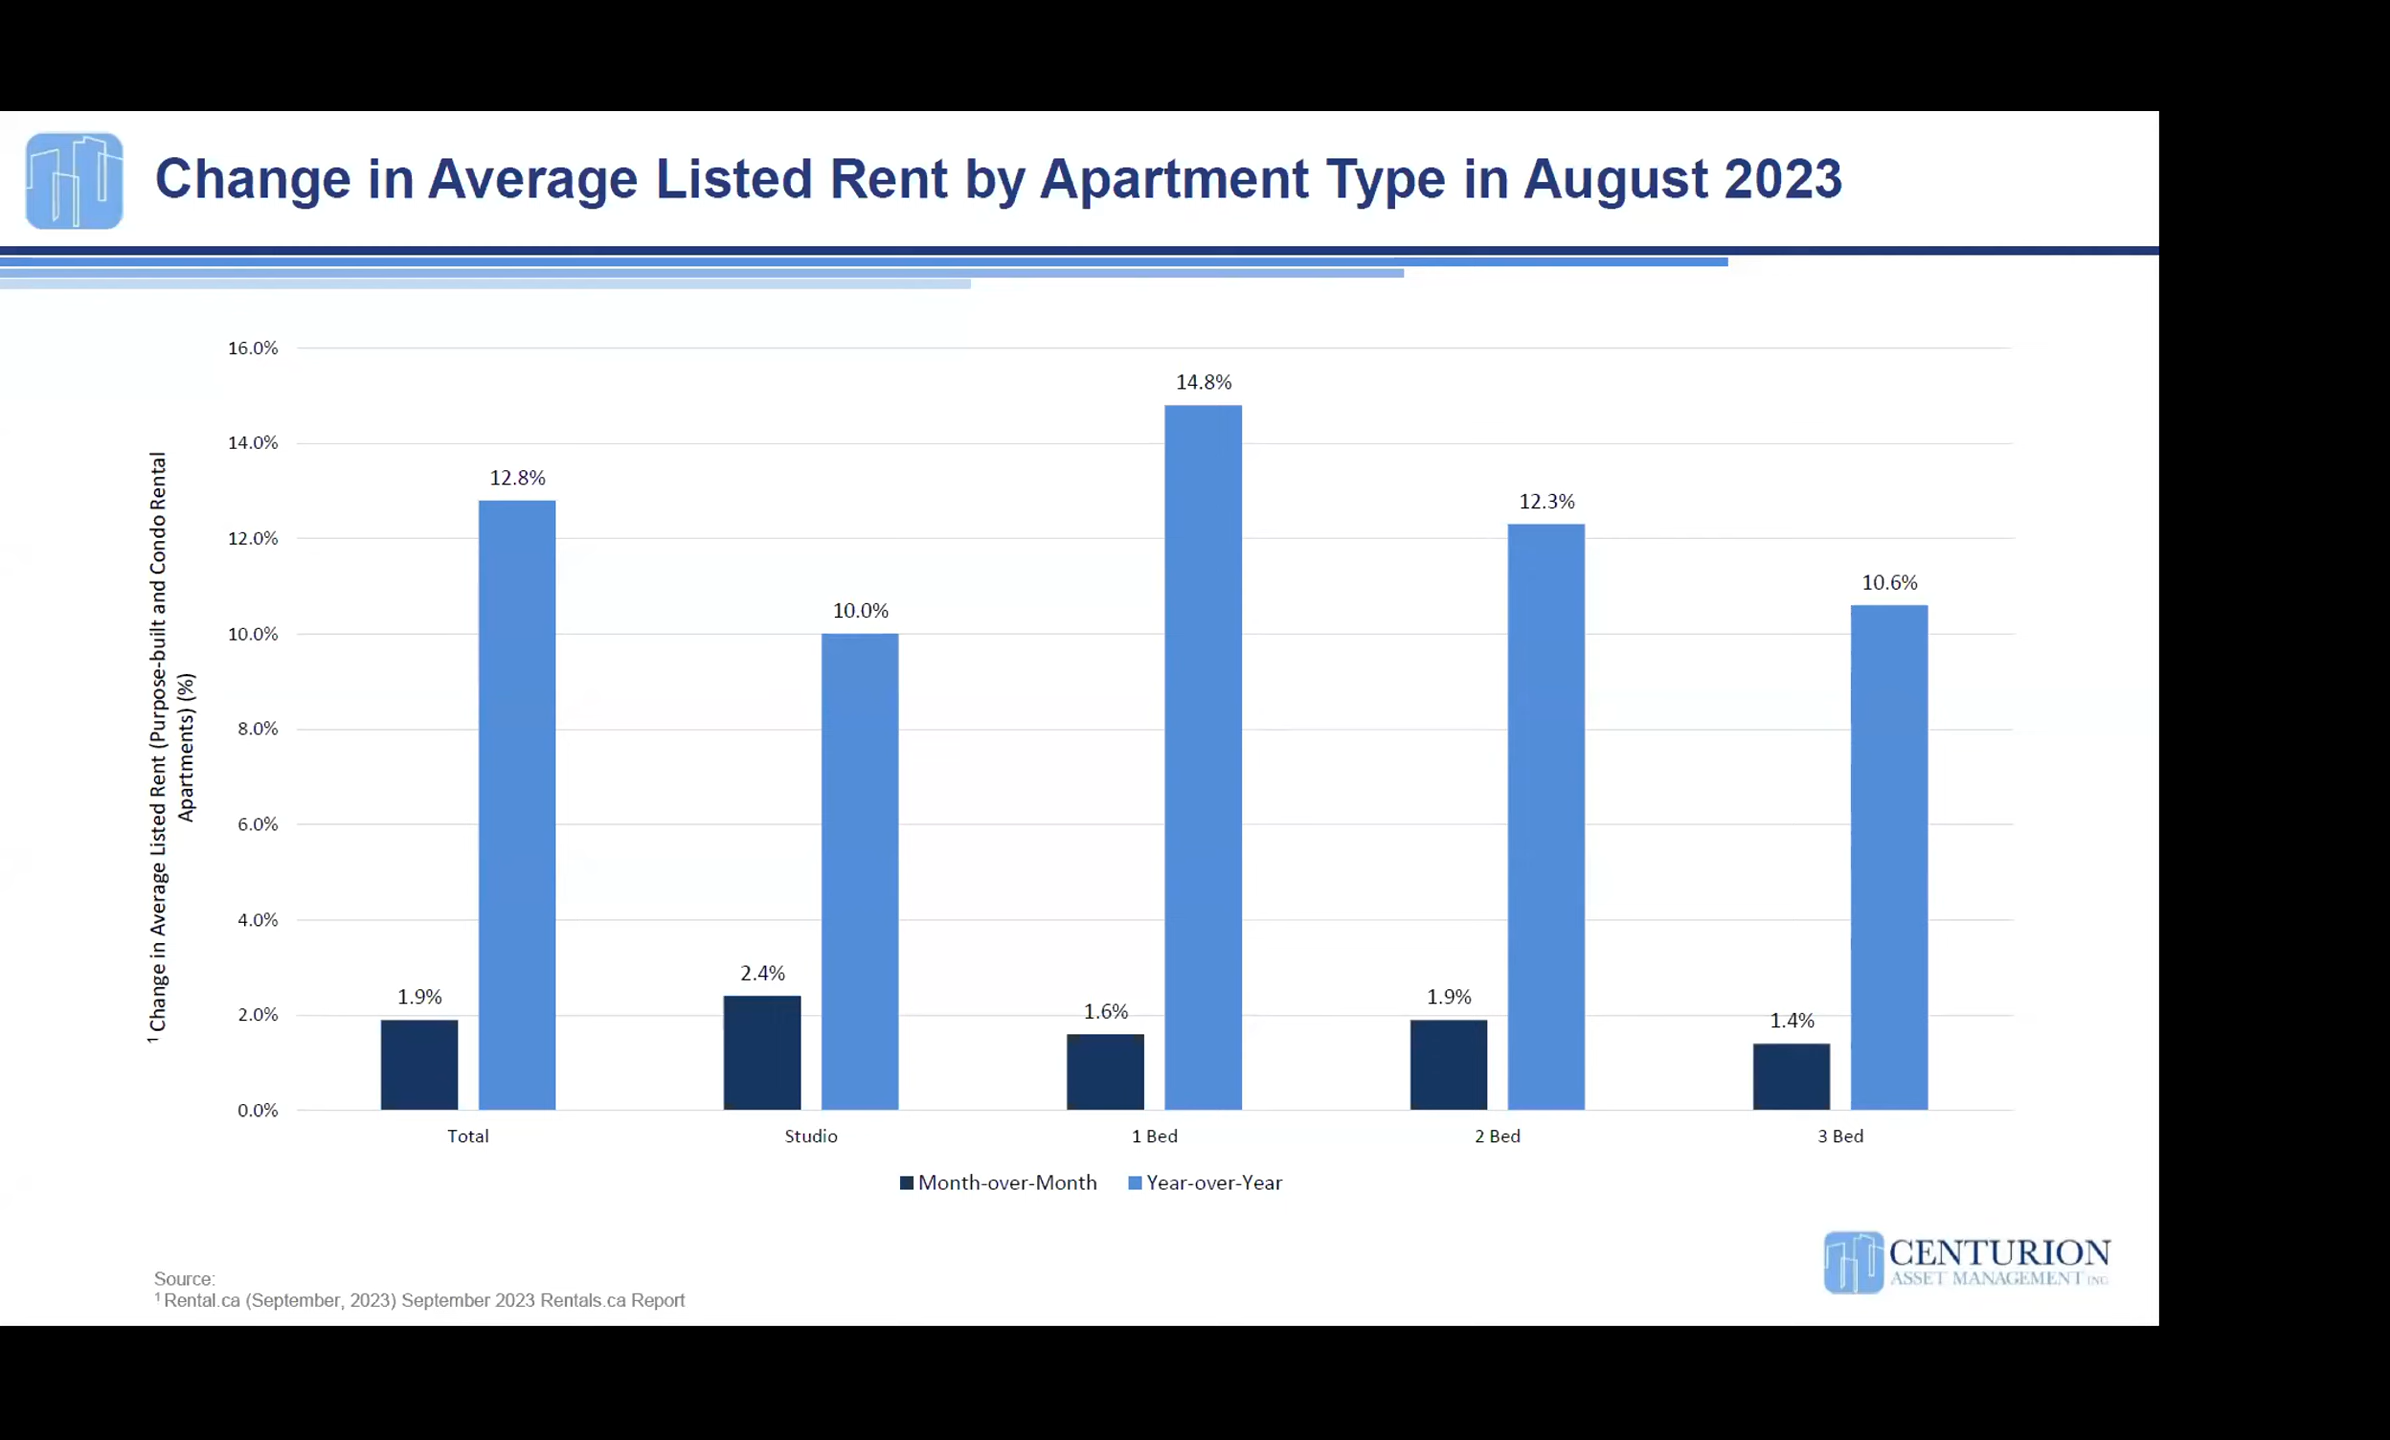 Change in Average Listed Rent by Apartment Type in August 2023
¹ Change in Average Listed Rent (Purpose-built and Condo Rental
Apartments) (%)
16.0%
14.0%
12.0%
10.0%
8.0%
6.0%
4.0%
2.0%
0.0%
1.9%
12.8%
2.4%
10.0%
1.6%
14.8%
1.9%
12.3%
1.4%
10.6%
Total
Studio
1 Bed
2 Bed
3 Bed
Month-over-Month
Year-over-Year
Source:
¹ Rental.ca (September, 2023) September 2023 Rentals.ca Report
CENTURION
ASSET MANAGEMENT INC